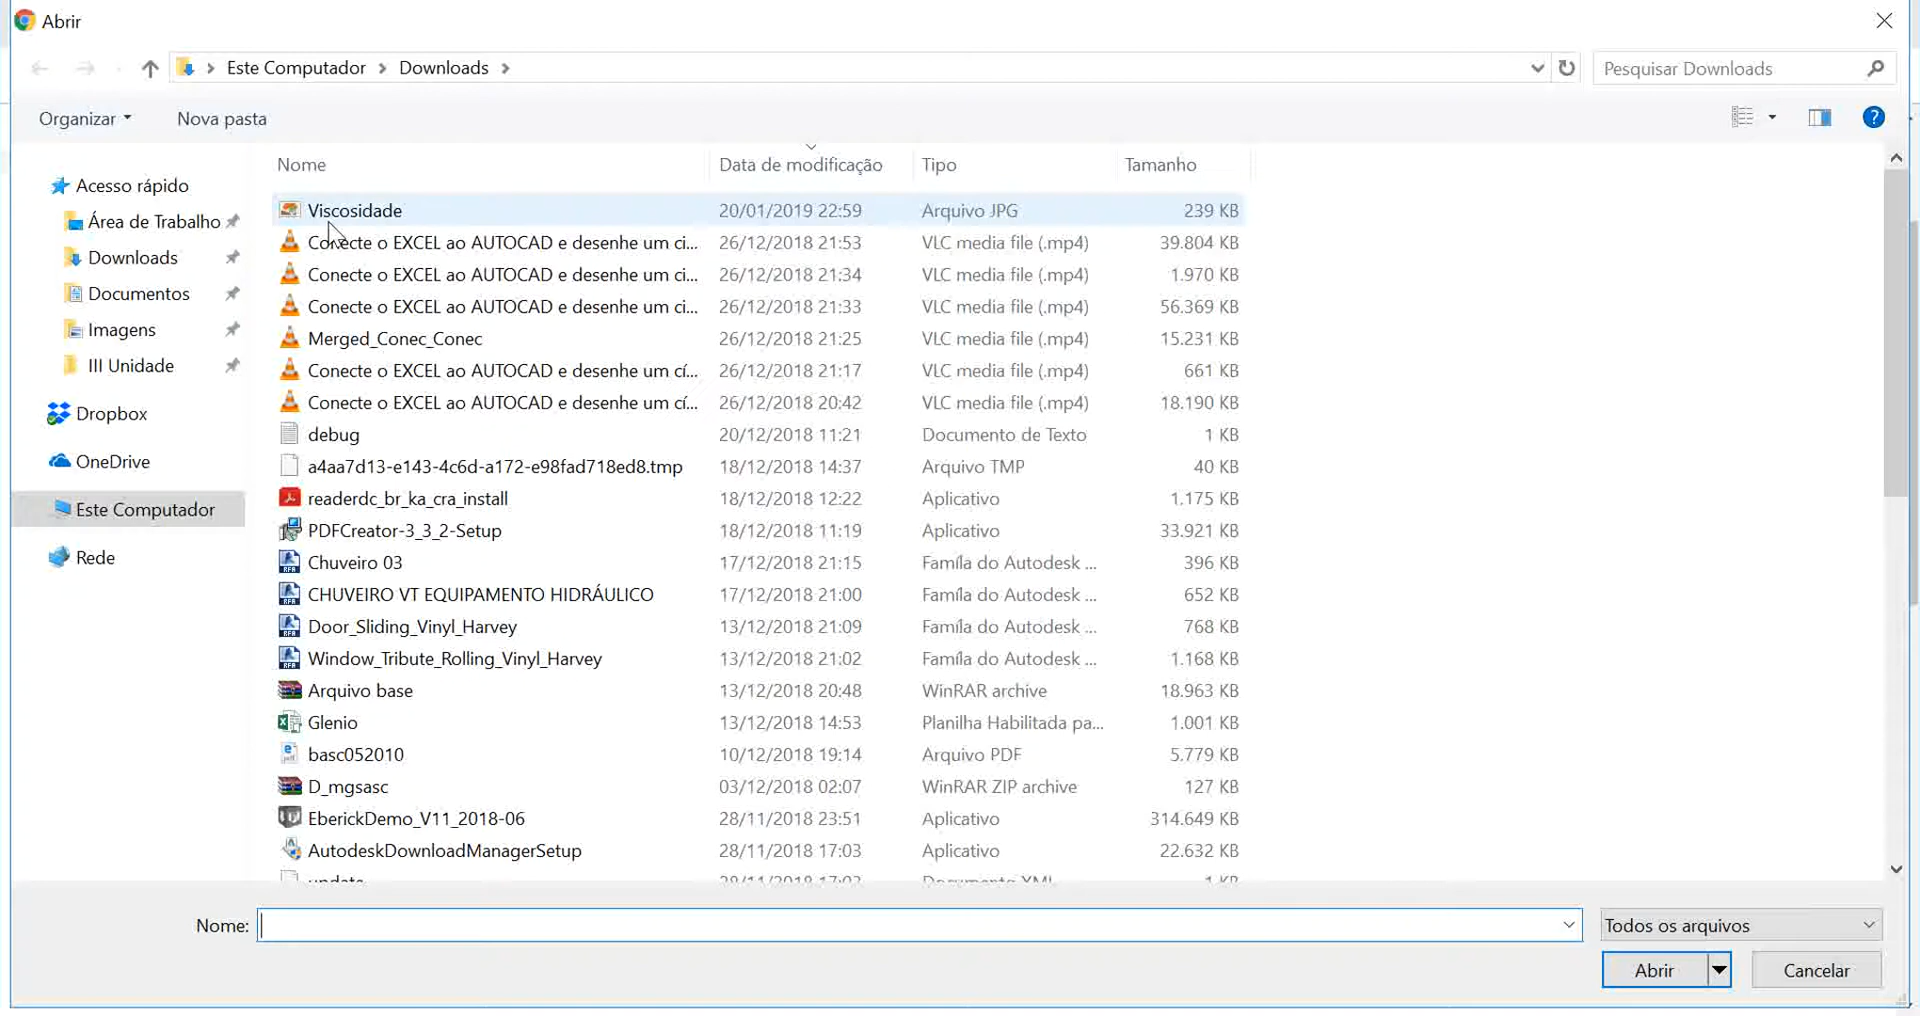 Abrir
Este Computador > Downloads >
Pesquisar Downloads
Organizar
Nova pasta
Nome Data de modificação Tipo Tamanho
Acesso rápido
Área de Trabalho
Downloads
Documentos
Imagens
III Unidade
Dropbox
OneDrive
Este Computador
Rede
Viscosidade 20/01/2019 22:59 Arquivo JPG 239 KB
Conecte o EXCEL ao AUTOCAD e desenhe um ci... 26/12/2018 21:53 VLC media file (.mp4) 39.804 KB
Conecte o EXCEL ao AUTOCAD e desenhe um ci... 26/12/2018 21:34 VLC media file (.mp4) 1.970 KB
Conecte o EXCEL ao AUTOCAD e desenhe um ci... 26/12/2018 21:33 VLC media file (.mp4) 56.369 KB
Merged_Conec_Conec 26/12/2018 21:25 VLC media file (.mp4) 15.231 KB
Conecte o EXCEL ao AUTOCAD e desenhe um cí... 26/12/2018 21:17 VLC media file (.mp4) 661 KB
Conecte o EXCEL ao AUTOCAD e desenhe um cí... 26/12/2018 20:42 VLC media file (.mp4) 18.190 KB
debug 20/12/2018 11:21 Documento de Texto 1 KB
a4aa7d13-e143-4c6d-a172-e98fad718ed8.tmp 18/12/2018 14:37 Arquivo TMP 40 KB
readerdc_br_ka_cra_install 18/12/2018 12:22 Aplicativo 1.175 KB
PDFCreator-3_3_2-Setup 18/12/2018 11:19 Aplicativo 33.921 KB
Chuveiro 03 17/12/2018 21:15 Famíla do Autodesk ... 396 KB
CHUVEIRO VT EQUIPAMENTO HIDRÁULICO 17/12/2018 21:00 Famíla do Autodesk ... 652 KB
Door_Sliding_Vinyl_Harvey 13/12/2018 21:09 Famíla do Autodesk ... 768 KB
Window_Tribute_Rolling_Vinyl_Harvey 13/12/2018 21:02 Famíla do Autodesk ... 1.168 KB
Arquivo base 13/12/2018 20:48 WinRAR archive 18.963 KB
Glenio 13/12/2018 14:53 Planilha Habilitada pa... 1.001 KB
basc052010 10/12/2018 19:14 Arquivo PDF 5.779 KB
D_mgsasc 03/12/2018 02:07 WinRAR ZIP archive 127 KB
EberickDemo_V11_2018-06 28/11/2018 23:51 Aplicativo 314.649 KB
AutodeskDownloadManagerSetup 28/11/2018 17:03 Aplicativo 22.632 KB
update 28/11/2018 17:03 Documento XML 1 KB
Nome:
Todos os arquivos
Abrir
Cancelar